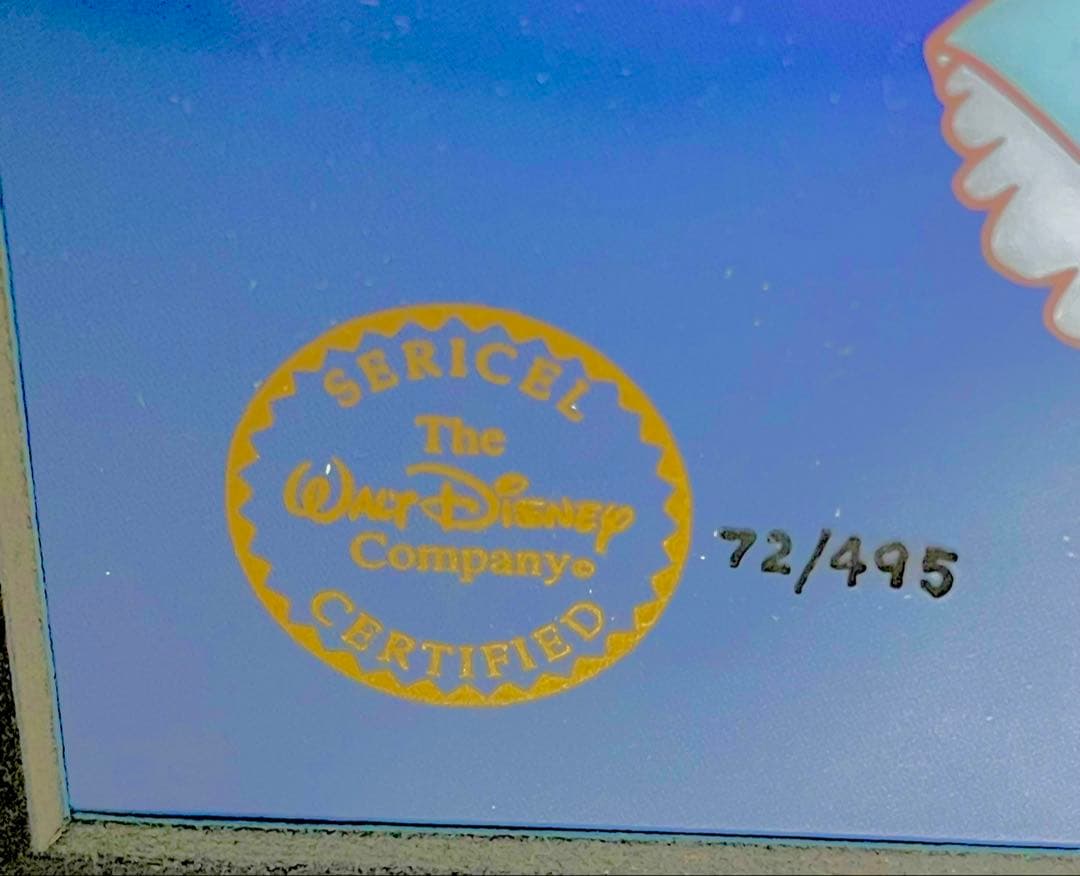 SERICEL
The
WALT DISNEY
Company©
CERTIFIED
72/495